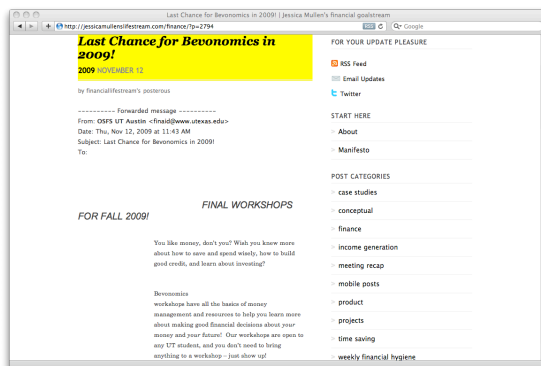 Last Chance for Bevonomics in 2009! | Jessica Mullen's financial goalstream
http://jessicamullenslifestream.com/finance/?p=2794
RSS
Google
Last Chance for Bevonomics in
2009!
2009 NOVEMBER 12
by financiallifestream's posterous
---------- Forwarded message ----------
From: OSFS UT Austin <finaid@www.utexas.edu>
Date: Thu, Nov 12, 2009 at 11:43 AM
Subject: Last Chance for Bevonomics in 2009!
To:
FINAL WORKSHOPS
FOR FALL 2009!
You like money, don't you? Wish you knew more
about how to save and spend wisely, how to build
good credit, and learn about investing?
Bevonomics
workshops have all the basics of money
management and resources to help you learn more
about making good financial decisions about your
money and your future! Our workshops are open to
any UT student, and you don't need to bring
anything to a workshop – just show up!
FOR YOUR UPDATE PLEASURE
RSS Feed
Email Updates
Twitter
START HERE
About
Manifesto
POST CATEGORIES
case studies
conceptual
finance
income generation
meeting recap
mobile posts
product
projects
time saving
weekly financial hygiene